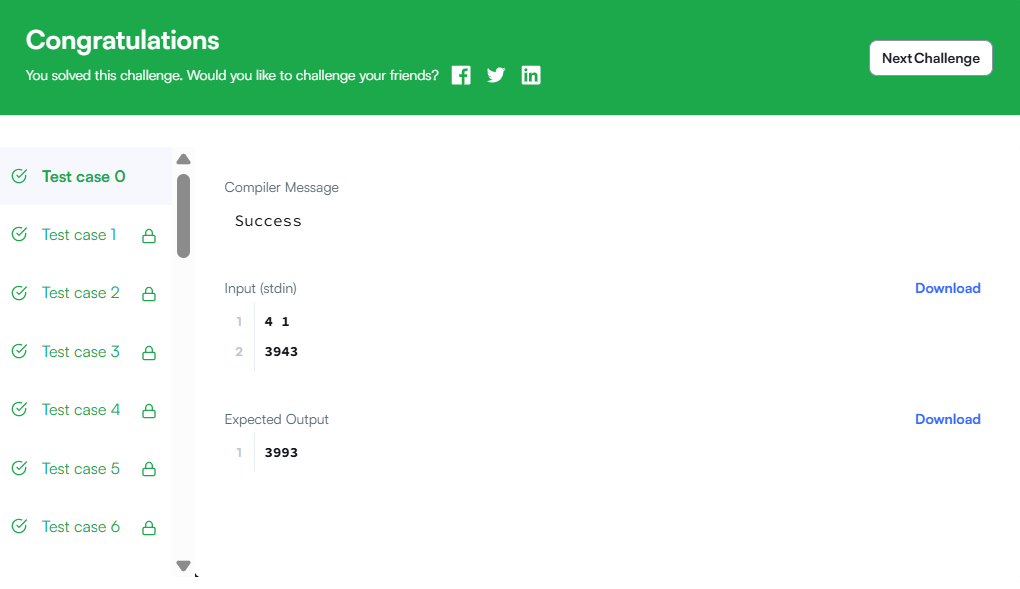 Congratulations
You solved this challenge. Would you like to challenge your friends?
Next Challenge
Test case 0
Test case 1
Test case 2
Test case 3
Test case 4
Test case 5
Test case 6
Compiler Message
Success
Input (stdin)
Download
1 4 1
2 3943
Expected Output
Download
1 3993